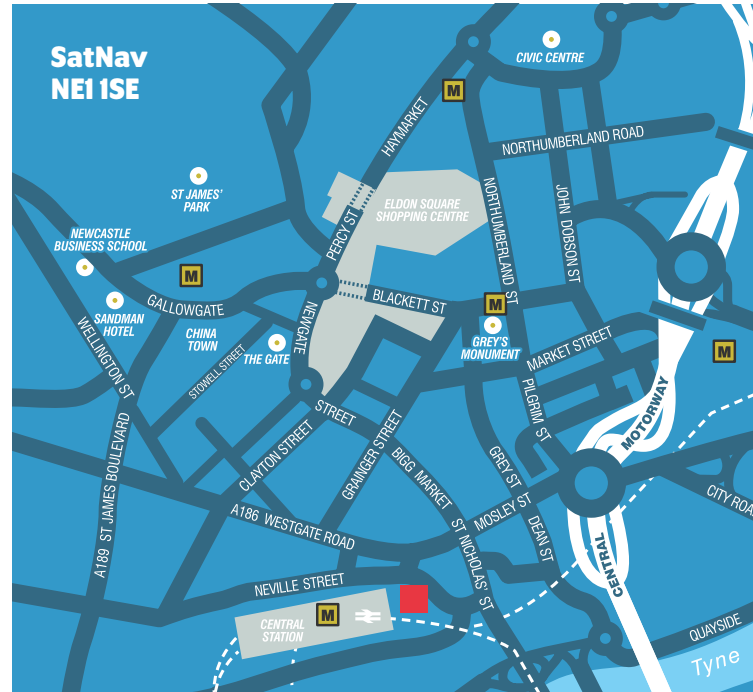 SatNav
NE1 1SE
CIVIC CENTRE
M
HAYMARKET
NORTHUMBERLAND ROAD
ST JAMES'
PARK
ELDON SQUARE
SHOPPING CENTRE
NORTHUMBERLAND ST
JOHN DOBSON ST
PERCY ST
NEWCASTLE
BUSINESS SCHOOL
M
GALLOWGATE
SANDMAN
HOTEL
BLACKETT ST
M
GREY'S
MONUMENT
NEWGATE
CHINA
TOWN
THE GATE
STOWELL STREET
WELLINGTON ST
MARKET STREET
M
PILGRIM ST
MOTORWAY
STREET
CLAYTON STREET
GRAINGER STREET
BIGG MARKET
GREY ST
A189 ST JAMES BOULEVARD
A186 WESTGATE ROAD
MOSLEY ST
DEAN ST
CITY ROA
ST NICHOLAS' ST
CENTRAL
NEVILLE STREET
CENTRAL
STATION
M
QUAYSIDE
Tyne